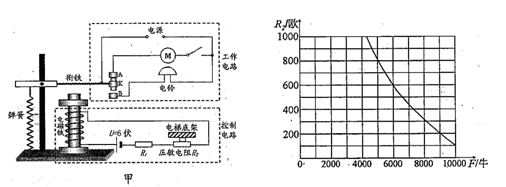 电源
工作
电路
M
衔铁
A
K
B
电铃
弹簧
电磁铁
控制
电路
U=6伏
电梯底架
R₁
压敏电阻R₂
甲
R₂/欧
1000
800
600
400
200
0
2000
4000
6000
8000
10000
F/牛